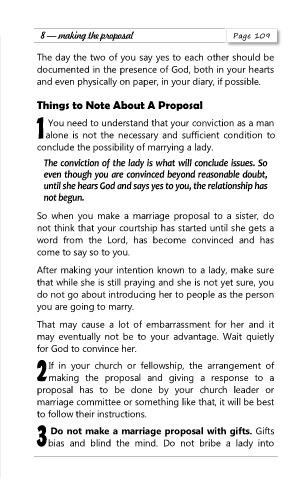 8 — making the proposal Page 109
The day the two of you say yes to each other should be
documented in the presence of God, both in your hearts
and even physically on paper, in your diary, if possible.
Things to Note About A Proposal
1 You need to understand that your conviction as a man
alone is not the necessary and sufficient condition to
conclude the possibility of marrying a lady.
The conviction of the lady is what will conclude issues. So
even though you are convinced beyond reasonable doubt,
until she hears God and says yes to you, the relationship has
not begun.
So when you make a marriage proposal to a sister, do
not think that your courtship has started until she gets a
word from the Lord, has become convinced and has
come to say so to you.
After making your intention known to a lady, make sure
that while she is still praying and she is not yet sure, you
do not go about introducing her to people as the person
you are going to marry.
That may cause a lot of embarrassment for her and it
may eventually not be to your advantage. Wait quietly
for God to convince her.
2 If in your church or fellowship, the arrangement of
making the proposal and giving a response to a
proposal has to be done by your church leader or
marriage committee or something like that, it will be best
to follow their instructions.
3 Do not make a marriage proposal with gifts. Gifts
bias and blind the mind. Do not bribe a lady into